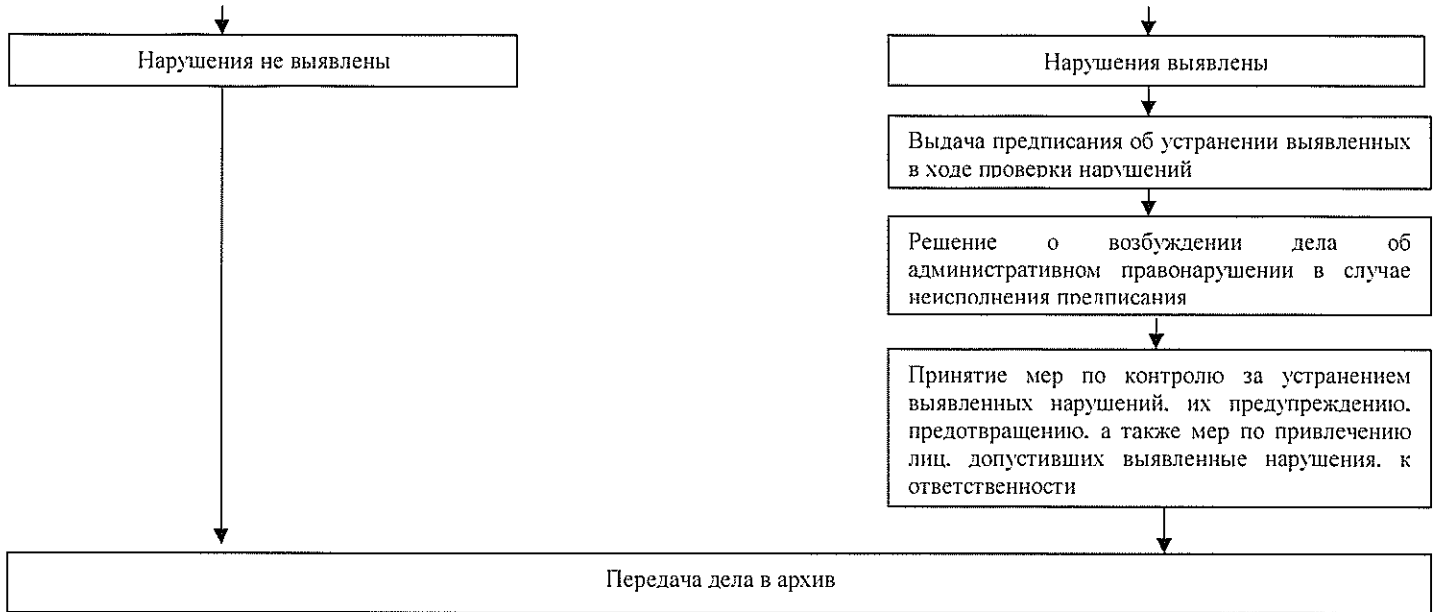 Нарушения не выявлены
Нарушения выявлены
Выдача предписания об устранении выявленных
в ходе проверки нарушений
Решение о возбуждении дела об
административном правонарушении в случае
неисполнения предписания
Принятие мер по контролю за устранением
выявленных нарушений, их предупреждению,
предотвращению, а также мер по привлечению
лиц, допустивших выявленные нарушения, к
ответственности
Передача дела в архив